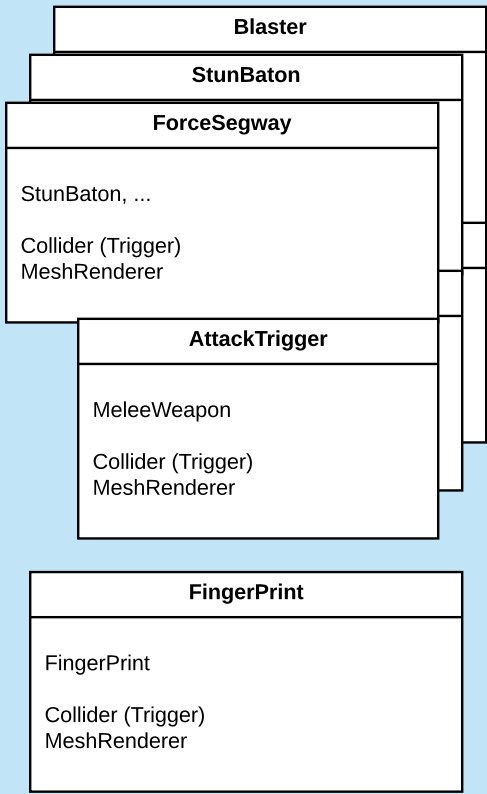 Blaster
StunBaton
ForceSegway
StunBaton, ...
Collider (Trigger)
MeshRenderer
AttackTrigger
MeleeWeapon
Collider (Trigger)
MeshRenderer
FingerPrint
FingerPrint
Collider (Trigger)
MeshRenderer